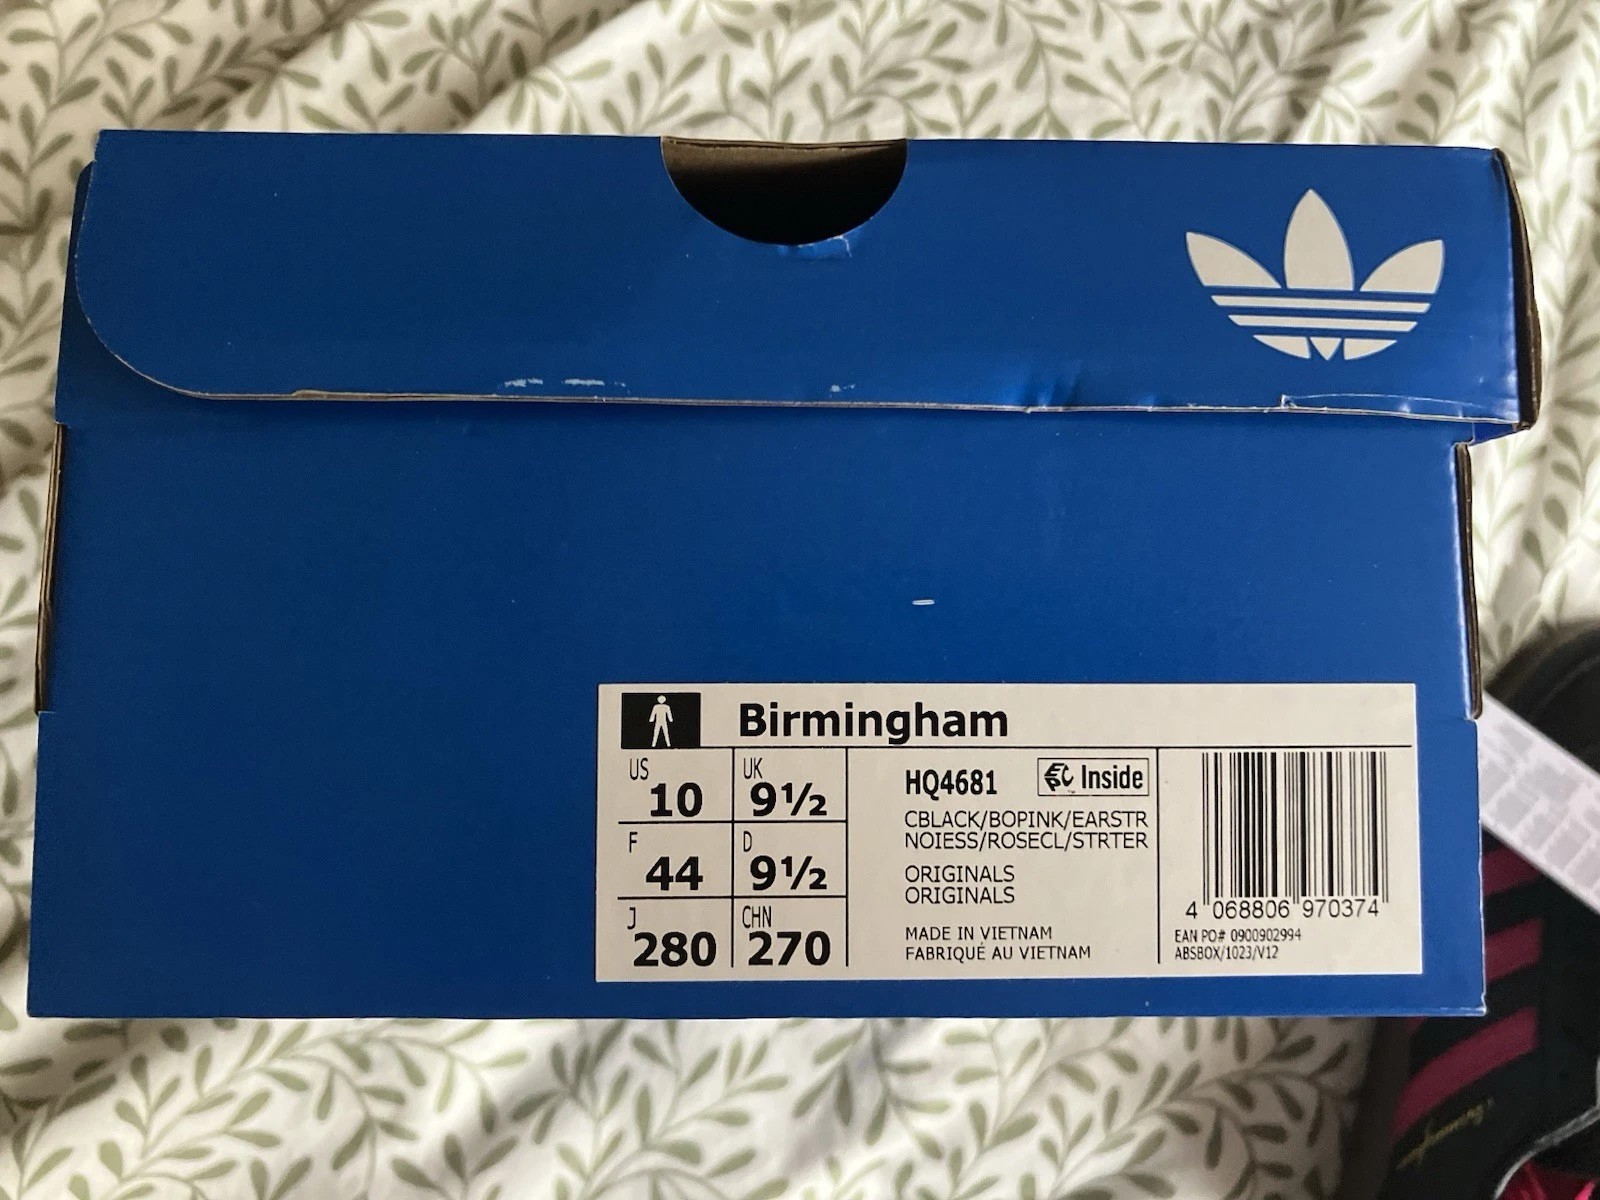 Birmingham
US
10
UK
9½
F
44
D
9½
J
280
CHN
270
HQ4681
EPC Inside
CBLACK/BOPINK/EARSTR
NOIESS/ROSECL/STRTER
ORIGINALS
ORIGINALS
MADE IN VIETNAM
FABRIQUÉ AU VIETNAM
4 068806 970374
EAN PO# 0900902994
ABSBOX/1023/V12